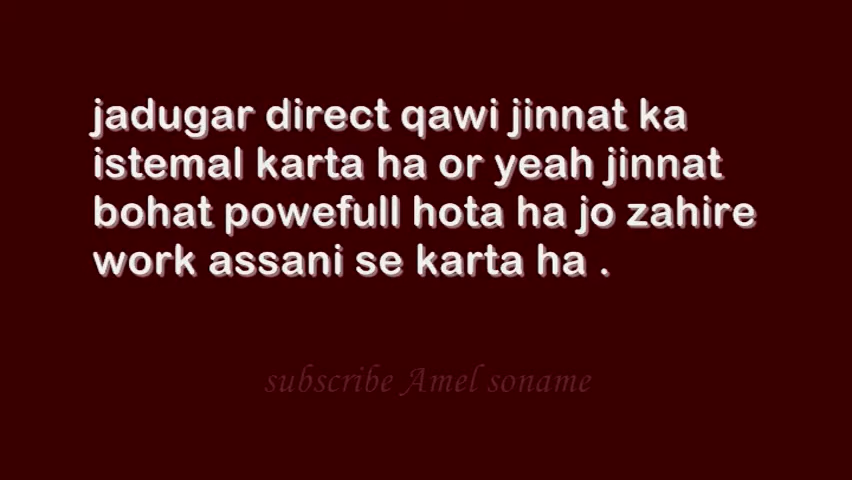 jadugar direct qawi jinnat ka
istemal karta ha or yeah jinnat
bohat powefull hota ha jo zahire
work assani se karta ha .
subscribe Amel soname